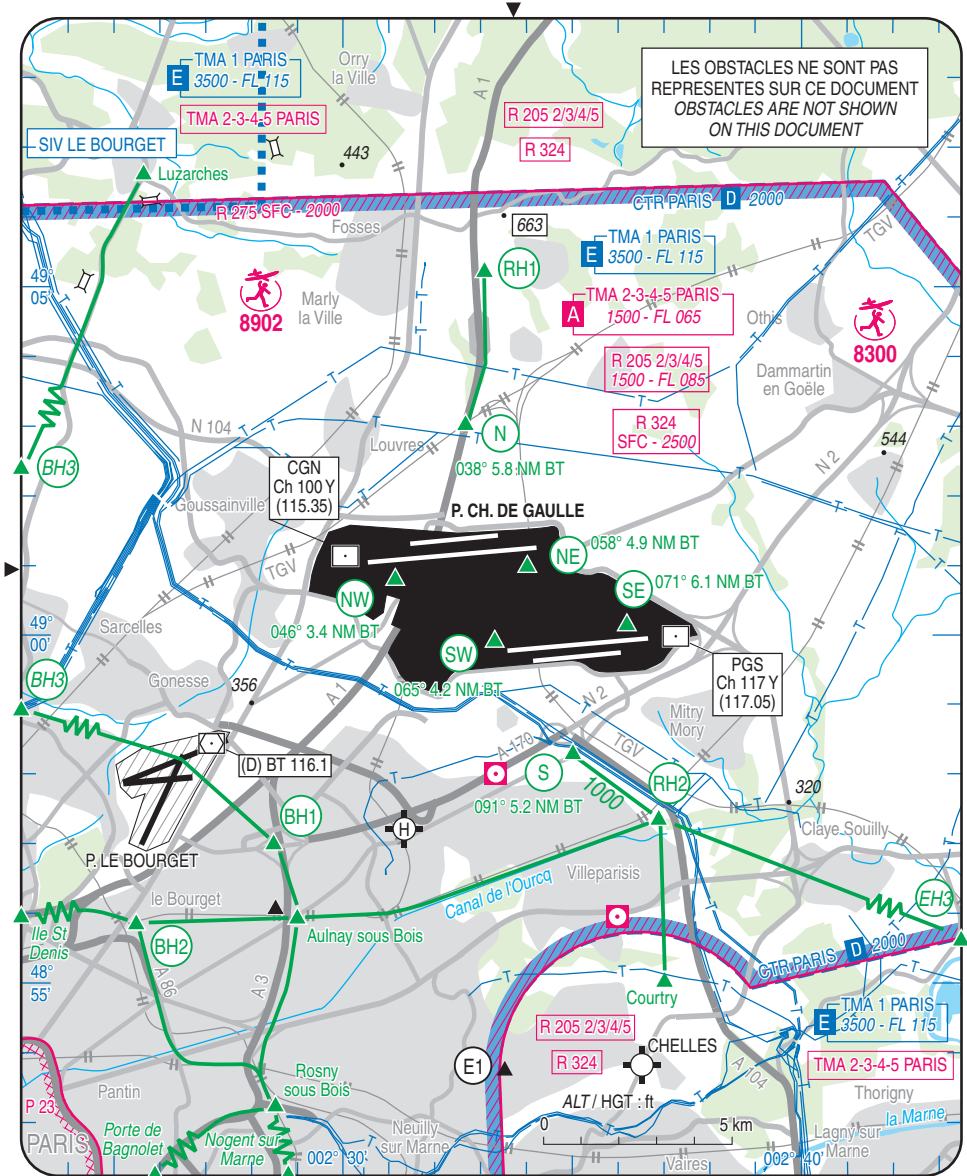 TMA 1 PARIS
E
3500 - FL 115
Orry
la Ville
A 1
LES OBSTACLES NE SONT PAS
REPRESENTES SUR CE DOCUMENT
OBSTACLES ARE NOT SHOWN
ON THIS DOCUMENT
TMA 2-3-4-5 PARIS
R 205 2/3/4/5
R 324
SIV LE BOURGET
443
Luzarches
R 275 SFC - 2000
CTR PARIS D 2000
Fosses
663
TGV
TMA 1 PARIS
E
3500 - FL 115
RH1
49°
05'
8902
Marly
la Ville
TMA 2-3-4-5 PARIS
A
1500 - FL 065
Othis
8300
R 205 2/3/4/5
1500 - FL 085
Dammartin
en Goële
R 324
SFC - 2500
N 104
Louvres
N
038° 5.8 NM BT
544
N 2
BH3
CGN
Ch 100 Y
(115.35)
Goussainville
P. CH. DE GAULLE
TGV
NE
058° 4.9 NM BT
NW
046° 3.4 NM BT
SE
071° 6.1 NM BT
49°
00'
Sarcelles
SW
065° 4.2 NM BT
PGS
Ch 117 Y
(117.05)
BH3
Gonesse
356
A 1
N 2
Mitry
Mory
A 170
TGV
(D) BT 116.1
S
091° 5.2 NM BT
1000
RH2
320
BH1
H
Claye Souilly
P. LE BOURGET
le Bourget
Canal de l'Ourcq
Villeparisis
EH3
Ile St
Denis
BH2
Aulnay sous Bois
CTR PARIS D 2000
48°
55'
A 86
A 3
Courtry
TMA 1 PARIS
E
3500 - FL 115
R 205 2/3/4/5
R 324
CHELLES
E1
TMA 2-3-4-5 PARIS
A 104
Rosny
sous Bois
Pantin
P 23
ALT / HGT : ft
0
5 km
Thorigny
la Marne
PARIS
Porte de
Bagnolet
Nogent sur
Marne
Neuilly
sur Marne
Lagny sur
Marne
002° 30'
Vaires
002° 40'